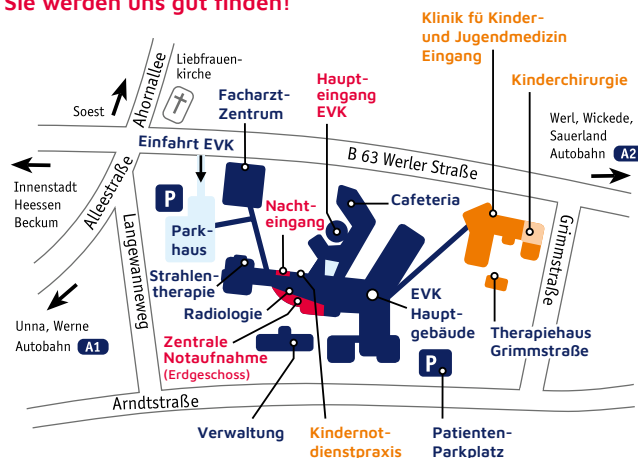 Sie werden uns gut finden!
Klinik fü Kinder-
und Jugendmedizin
Eingang
Kinderchirurgie
Ahornallee
Liebfrauen-
kirche
Soest
Facharzt-
Zentrum
Haupt-
eingang
EVK
Werl, Wickede,
Sauerland
Autobahn A2
Einfahrt EVK
B 63 Werler Straße
Innenstadt
Heessen
Beckum
Alleestraße
P
Park-
haus
Nacht-
eingang
Cafeteria
Grimmstraße
Langewanneweg
Strahlen-
therapie
Radiologie
EVK
Haupt-
gebäude
Unna, Werne
Autobahn A1
Zentrale
Notaufnahme
(Erdgeschoss)
Therapiehaus
Grimmstraße
P
Arndtstraße
Verwaltung
Kindernot-
dienstpraxis
Patienten-
Parkplatz